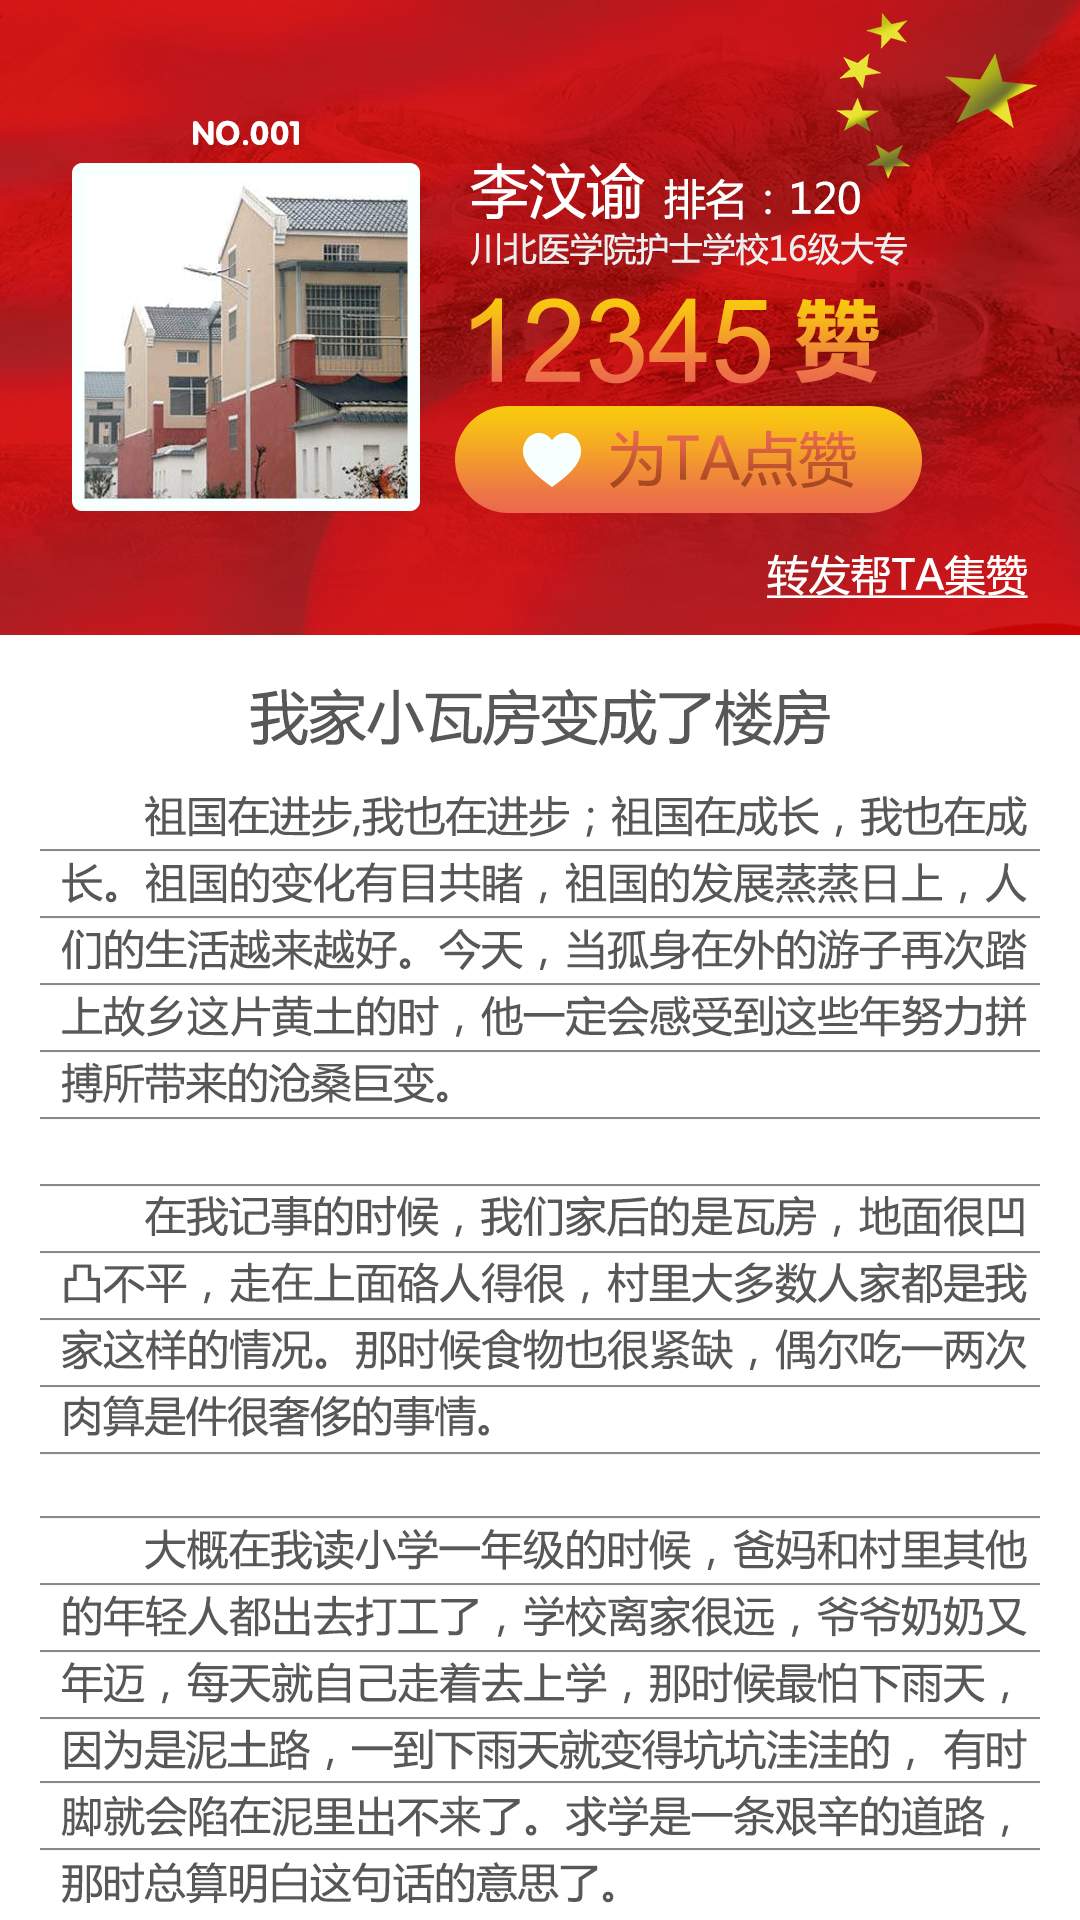 NO.001
李汶谕 排名：120
川北医学院护士学校16级大专
12345 赞
为TA点赞
转发帮TA集赞
我家小瓦房变成了楼房
祖国在进步,我也在进步；祖国在成长，我也在成
长。祖国的变化有目共睹，祖国的发展蒸蒸日上，人
们的生活越来越好。今天，当孤身在外的游子再次踏
上故乡这片黄土的时，他一定会感受到这些年努力拼
搏所带来的沧桑巨变。
在我记事的时候，我们家后的是瓦房，地面很凹
凸不平，走在上面硌人得很，村里大多数人家都是我
家这样的情况。那时候食物也很紧缺，偶尔吃一两次
肉算是件很奢侈的事情。
大概在我读小学一年级的时候，爸妈和村里其他
的年轻人都出去打工了，学校离家很远，爷爷奶奶又
年迈，每天就自己走着去上学，那时候最怕下雨天，
因为是泥土路，一到下雨天就变得坑坑洼洼的， 有时
脚就会陷在泥里出不来了。求学是一条艰辛的道路，
那时总算明白这句话的意思了。